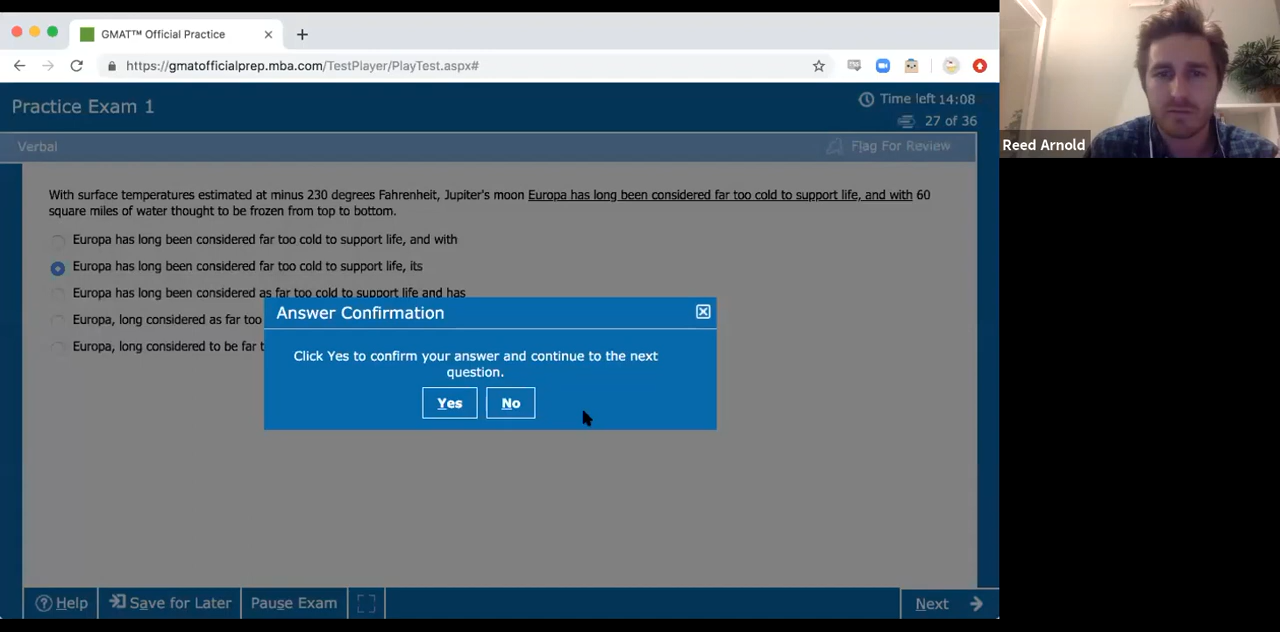 GMAT™ Official Practice
https://gmatofficialprep.mba.com/TestPlayer/PlayTest.aspx#
Practice Exam 1
Time left 14:08
27 of 36
Reed Arnold
Verbal
Flag For Review
With surface temperatures estimated at minus 230 degrees Fahrenheit, Jupiter's moon Europa has long been considered far too cold to support life, and with 60
square miles of water thought to be frozen from top to bottom.
Europa has long been considered far too cold to support life, and with
Europa has long been considered far too cold to support life, its
Europa has long been considered as far too cold to support life and has
Europa, long considered as far too
Europa, long considered to be far t
Answer Confirmation
Click Yes to confirm your answer and continue to the next
question.
Yes
No
Help
Save for Later
Pause Exam
Next